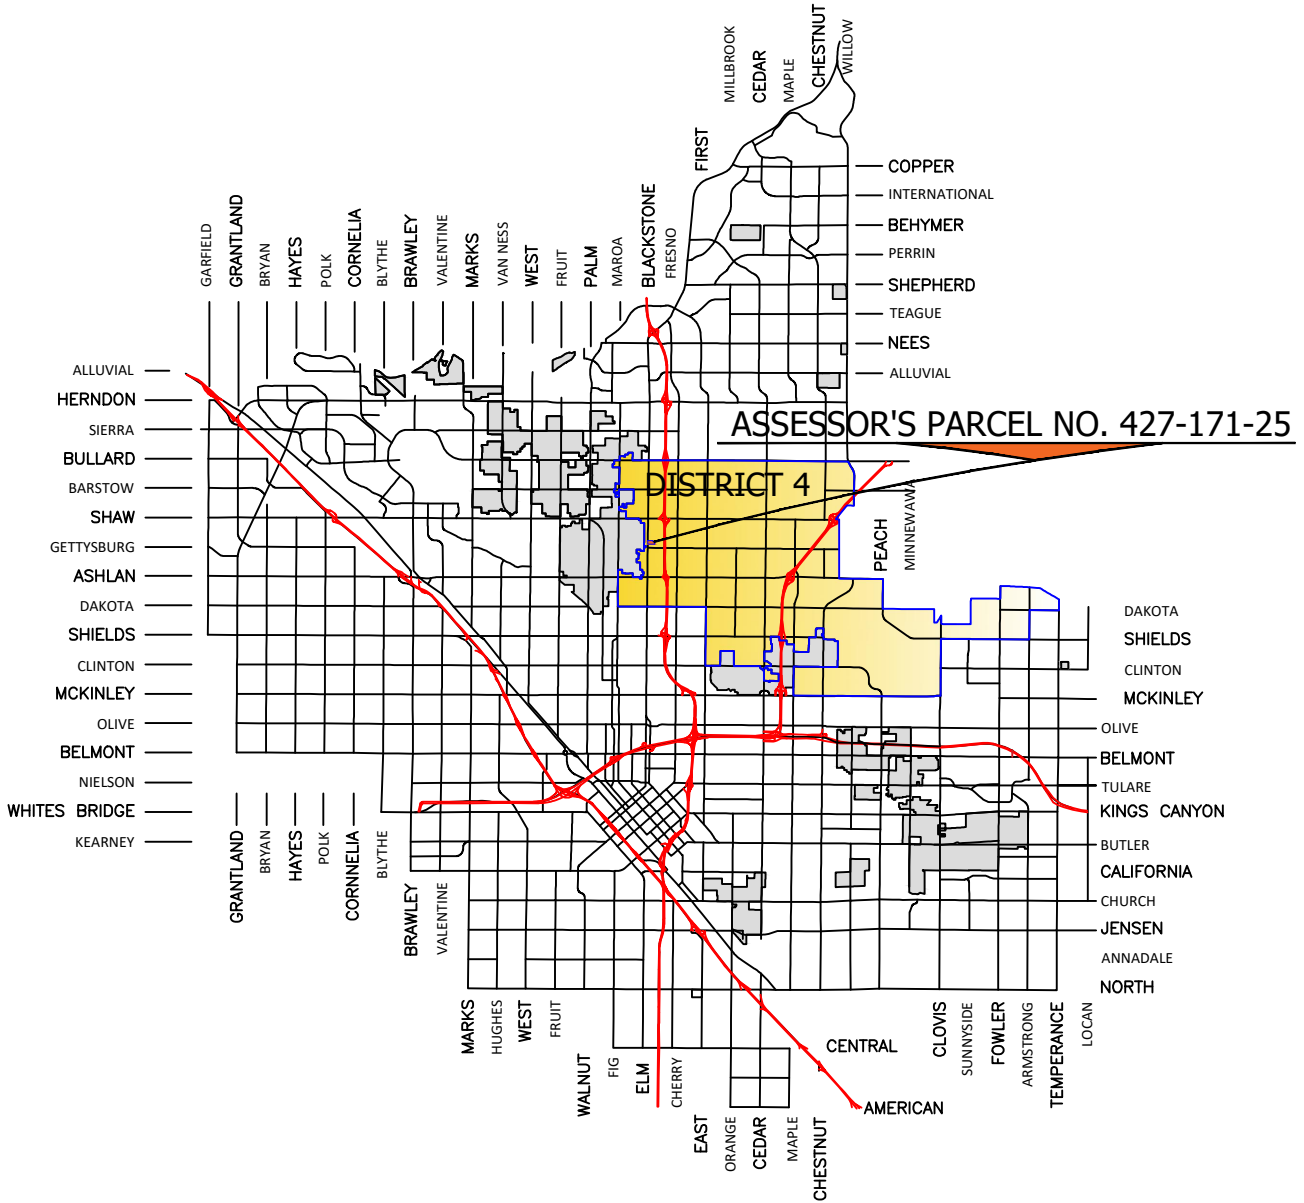 MILLBROOK
CEDAR
MAPLE
CHESTNUT
WILLOW
FIRST
COPPER
INTERNATIONAL
BEHYMER
PERRIN
SHEPHERD
TEAGUE
NEES
ALLUVIAL
GARFIELD
GRANTLAND
BRYAN
HAYES
POLK
CORNELIA
BLYTHE
BRAWLEY
VALENTINE
MARKS
VAN NESS
WEST
FRUIT
PALM
MAROA
BLACKSTONE
FRESNO
ALLUVIAL
HERNDON
SIERRA
BULLARD
BARSTOW
SHAW
GETTYSBURG
ASHLAN
DAKOTA
SHIELDS
CLINTON
MCKINLEY
OLIVE
BELMONT
NIELSON
WHITES BRIDGE
KEARNEY
ASSESSOR'S PARCEL NO. 427-171-25
DISTRICT 4
PEACH
MINNEWAWA
DAKOTA
SHIELDS
CLINTON
MCKINLEY
OLIVE
BELMONT
TULARE
KINGS CANYON
BUTLER
CALIFORNIA
CHURCH
JENSEN
ANNADALE
NORTH
GRANTLAND
BRYAN
HAYES
POLK
CORNNELIA
BLYTHE
BRAWLEY
VALENTINE
MARKS
HUGHES
WEST
FRUIT
WALNUT
FIG
ELM
CHERRY
EAST
ORANGE
CEDAR
MAPLE
CHESTNUT
CENTRAL
AMERICAN
CLOVIS
SUNNYSIDE
FOWLER
ARMSTRONG
TEMPERANCE
LOCAN